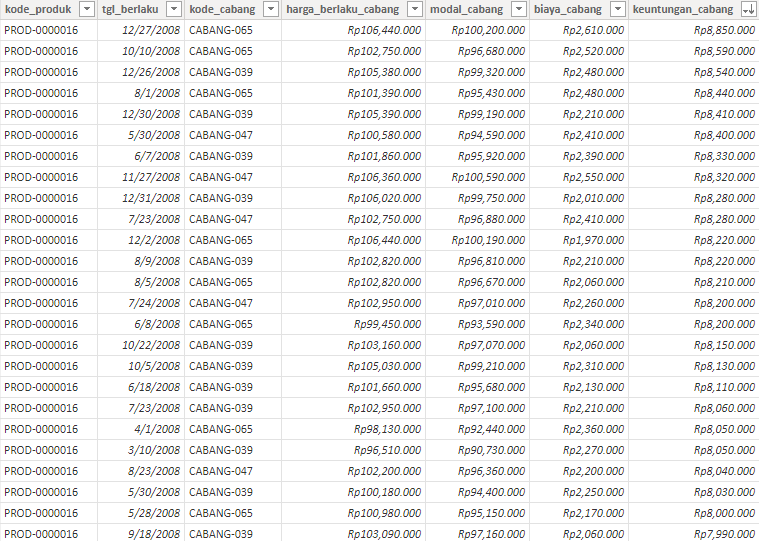 kode_produk tgl_berlaku kode_cabang harga_berlaku_cabang modal_cabang biaya_cabang keuntungan_cabang
PROD-0000016 12/27/2008 CABANG-065 Rp106,440.000 Rp100,200.000 Rp2,610.000 Rp8,850.000
PROD-0000016 10/10/2008 CABANG-065 Rp102,750.000 Rp96,680.000 Rp2,520.000 Rp8,590.000
PROD-0000016 12/26/2008 CABANG-039 Rp105,380.000 Rp99,320.000 Rp2,480.000 Rp8,540.000
PROD-0000016 8/1/2008 CABANG-065 Rp101,390.000 Rp95,430.000 Rp2,480.000 Rp8,440.000
PROD-0000016 12/30/2008 CABANG-039 Rp105,390.000 Rp99,190.000 Rp2,210.000 Rp8,410.000
PROD-0000016 5/30/2008 CABANG-047 Rp100,580.000 Rp94,590.000 Rp2,410.000 Rp8,400.000
PROD-0000016 6/7/2008 CABANG-039 Rp101,860.000 Rp95,920.000 Rp2,390.000 Rp8,330.000
PROD-0000016 11/27/2008 CABANG-047 Rp106,360.000 Rp100,590.000 Rp2,550.000 Rp8,320.000
PROD-0000016 12/31/2008 CABANG-039 Rp106,020.000 Rp99,750.000 Rp2,010.000 Rp8,280.000
PROD-0000016 7/23/2008 CABANG-047 Rp102,750.000 Rp96,880.000 Rp2,410.000 Rp8,280.000
PROD-0000016 12/2/2008 CABANG-065 Rp106,440.000 Rp100,190.000 Rp1,970.000 Rp8,220.000
PROD-0000016 8/9/2008 CABANG-039 Rp102,820.000 Rp96,810.000 Rp2,210.000 Rp8,220.000
PROD-0000016 8/5/2008 CABANG-065 Rp102,820.000 Rp96,670.000 Rp2,060.000 Rp8,210.000
PROD-0000016 7/24/2008 CABANG-047 Rp102,950.000 Rp97,010.000 Rp2,260.000 Rp8,200.000
PROD-0000016 6/8/2008 CABANG-065 Rp99,450.000 Rp93,590.000 Rp2,340.000 Rp8,200.000
PROD-0000016 10/22/2008 CABANG-039 Rp103,160.000 Rp97,070.000 Rp2,060.000 Rp8,150.000
PROD-0000016 10/5/2008 CABANG-039 Rp105,030.000 Rp99,210.000 Rp2,310.000 Rp8,130.000
PROD-0000016 6/18/2008 CABANG-039 Rp101,660.000 Rp95,680.000 Rp2,130.000 Rp8,110.000
PROD-0000016 7/23/2008 CABANG-039 Rp102,950.000 Rp97,100.000 Rp2,210.000 Rp8,060.000
PROD-0000016 4/1/2008 CABANG-065 Rp98,130.000 Rp92,440.000 Rp2,360.000 Rp8,050.000
PROD-0000016 3/10/2008 CABANG-039 Rp96,510.000 Rp90,730.000 Rp2,270.000 Rp8,050.000
PROD-0000016 8/23/2008 CABANG-047 Rp102,200.000 Rp96,360.000 Rp2,200.000 Rp8,040.000
PROD-0000016 5/30/2008 CABANG-039 Rp100,180.000 Rp94,400.000 Rp2,250.000 Rp8,030.000
PROD-0000016 5/28/2008 CABANG-065 Rp100,980.000 Rp95,150.000 Rp2,170.000 Rp8,000.000
PROD-0000016 9/18/2008 CABANG-039 Rp103,090.000 Rp97,160.000 Rp2,060.000 Rp7,990.000